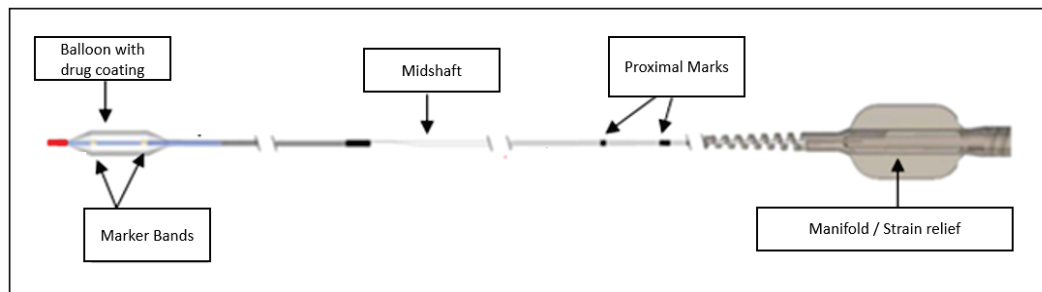 Balloon with
drug coating
Midshaft
Proximal Marks
Marker Bands
Manifold / Strain relief